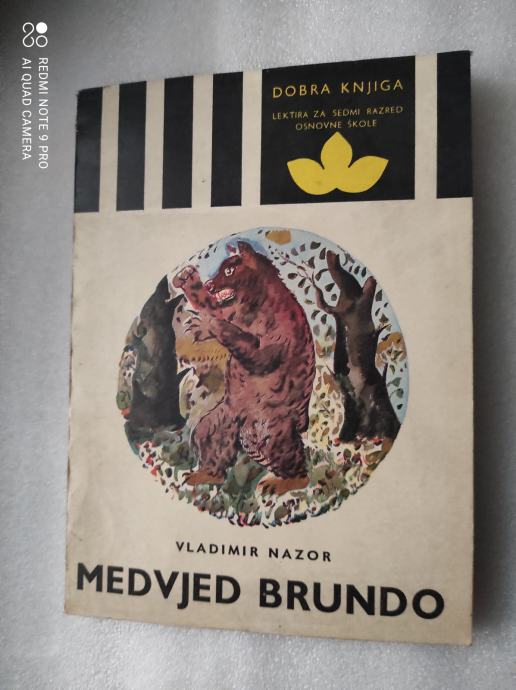 DOBRA KNJIGA
LEKTIRA ZA SEDMI RAZRED
OSNOVNE ŠKOLE
VLADIMIR NAZOR
MEDVJED BRUNDO
REDMI NOTE 9 PRO
AI QUAD CAMERA